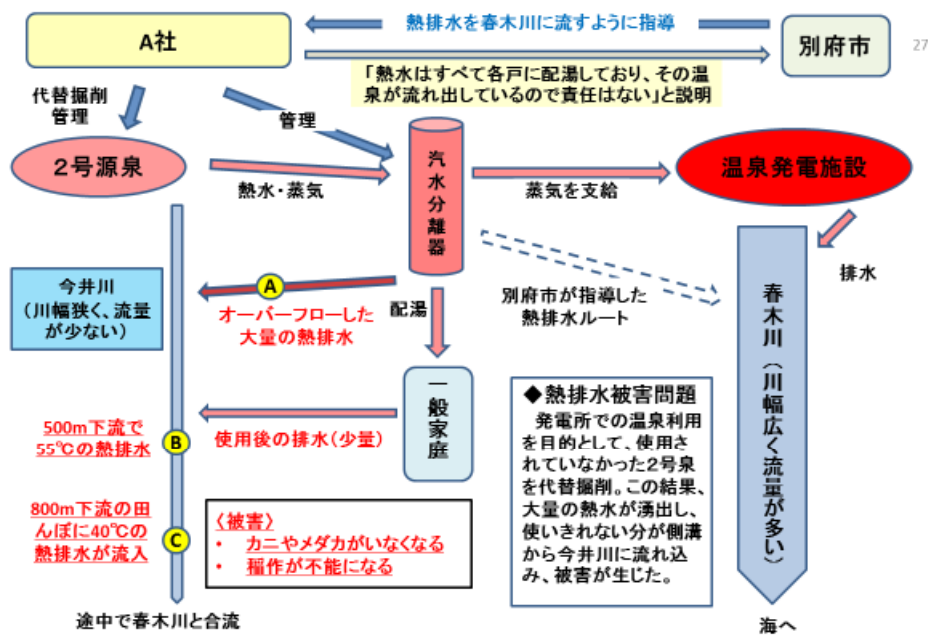 熱排水を春木川に流すように指導
A社
別府市
27
「熱水はすべて各戸に配湯しており、その温
泉が流れ出しているので責任はない」と説明
代替掘削
管理
管理
2号源泉
熱水・蒸気
汽水分離器
蒸気を支給
温泉発電施設
排水
今井川
(川幅狭く、流量
が少ない)
A
オーバーフローした
大量の熱排水
配湯
別府市が指導した
熱排水ルート
春木川(川幅広く流量が多い)
一般家庭
500m下流で
55℃の熱排水
B
使用後の排水(少量)
◆熱排水被害問題
発電所での温泉利用
を目的として、使用さ
れていなかった2号泉
を代替掘削。この結果、
大量の熱水が湧出し、
使いきれない分が側溝
から今井川に流れ込
み、被害が生じた。
800m下流の田
んぼに40℃の
熱排水が流入
C
〈被害〉
・ カニやメダカがいなくなる
・ 稲作が不能になる
途中で春木川と合流
海へ